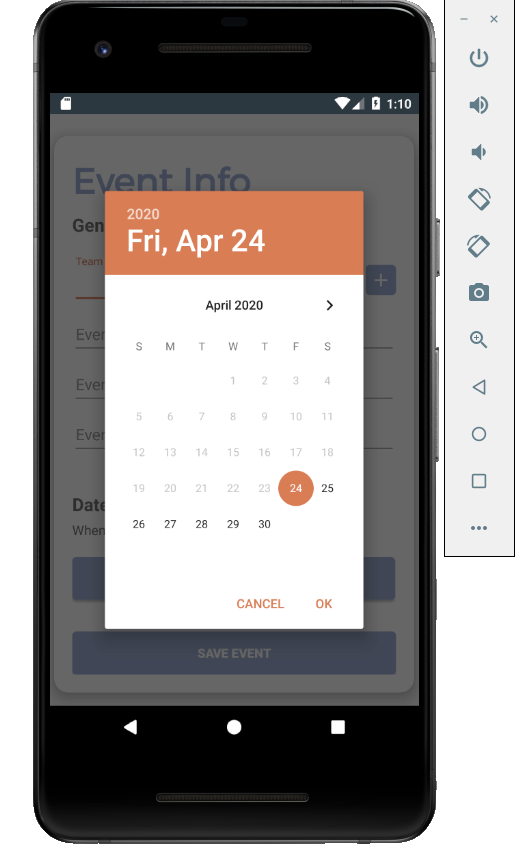 1:10
Event Info
2020
Fri, Apr 24
Gen
Team
+
April 2020
S M T W T F S
1 2 3 4
5 6 7 8 9 10 11
12 13 14 15 16 17 18
19 20 21 22 23 24 25
26 27 28 29 30
Even
Even
Even
Date
When
CANCEL OK
SAVE EVENT